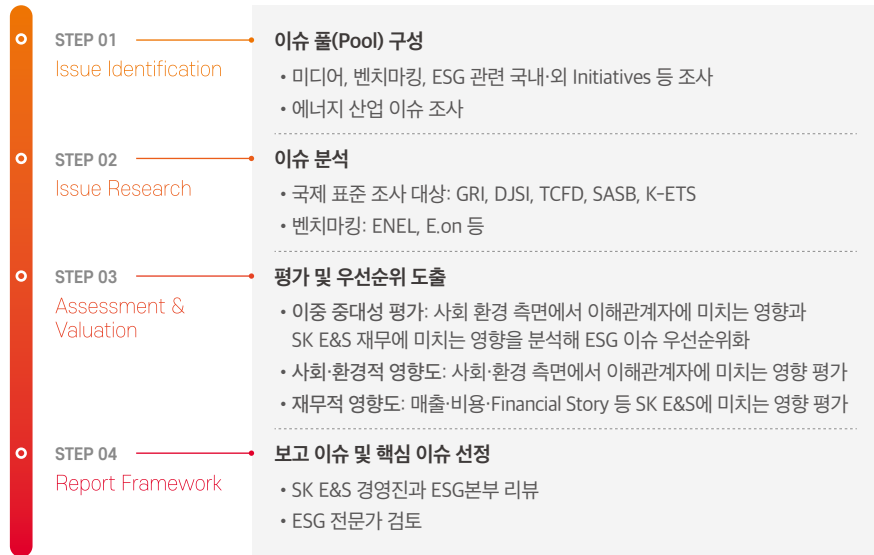 STEP 01
Issue Identification
이슈 풀(Pool) 구성
• 미디어, 벤치마킹, ESG 관련 국내·외 Initiatives 등 조사
• 에너지 산업 이슈 조사
STEP 02
Issue Research
이슈 분석
• 국제 표준 조사 대상: GRI, DJSI, TCFD, SASB, K-ETS
• 벤치마킹: ENEL, E.on 등
STEP 03
Assessment &
Valuation
평가 및 우선순위 도출
• 이중 중대성 평가: 사회 환경 측면에서 이해관계자에 미치는 영향과
SK E&S 재무에 미치는 영향을 분석해 ESG 이슈 우선순위화
• 사회·환경적 영향도: 사회·환경 측면에서 이해관계자에 미치는 영향 평가
• 재무적 영향도: 매출·비용·Financial Story 등 SK E&S에 미치는 영향 평가
STEP 04
Report Framework
보고 이슈 및 핵심 이슈 선정
• SK E&S 경영진과 ESG본부 리뷰
• ESG 전문가 검토